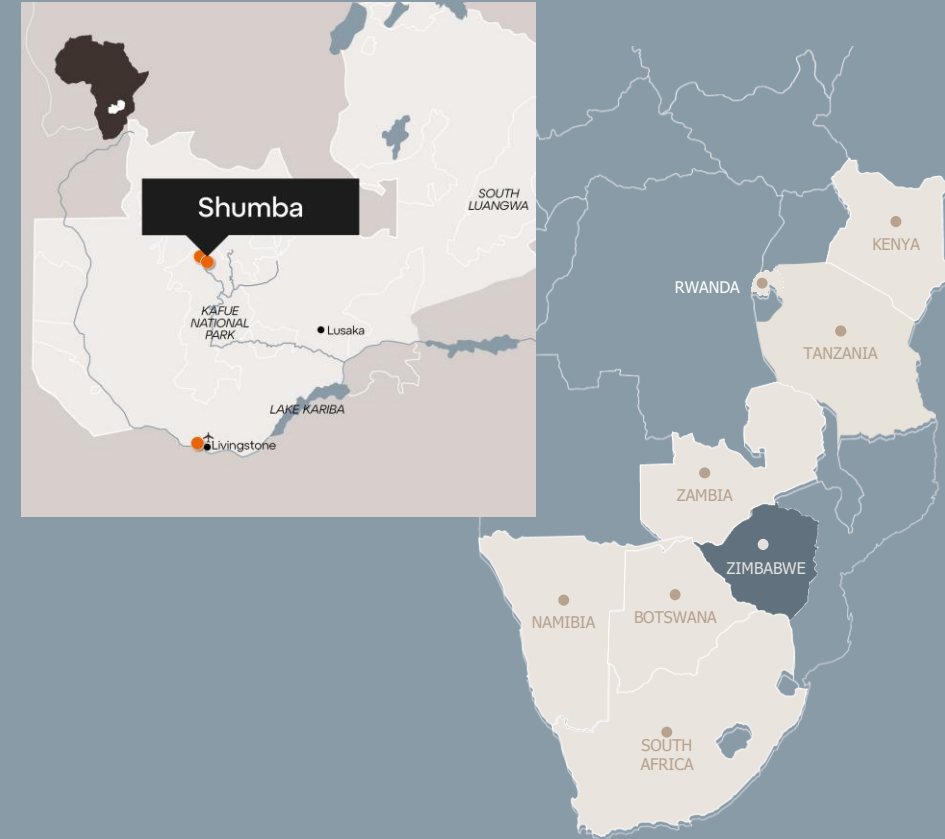 Shumba
SOUTH
LUANGWA
KAFUE
NATIONAL
PARK
Lusaka
LAKE KARIBA
Livingstone
KENYA
RWANDA
TANZANIA
ZAMBIA
ZIMBABWE
NAMIBIA
BOTSWANA
SOUTH
AFRICA